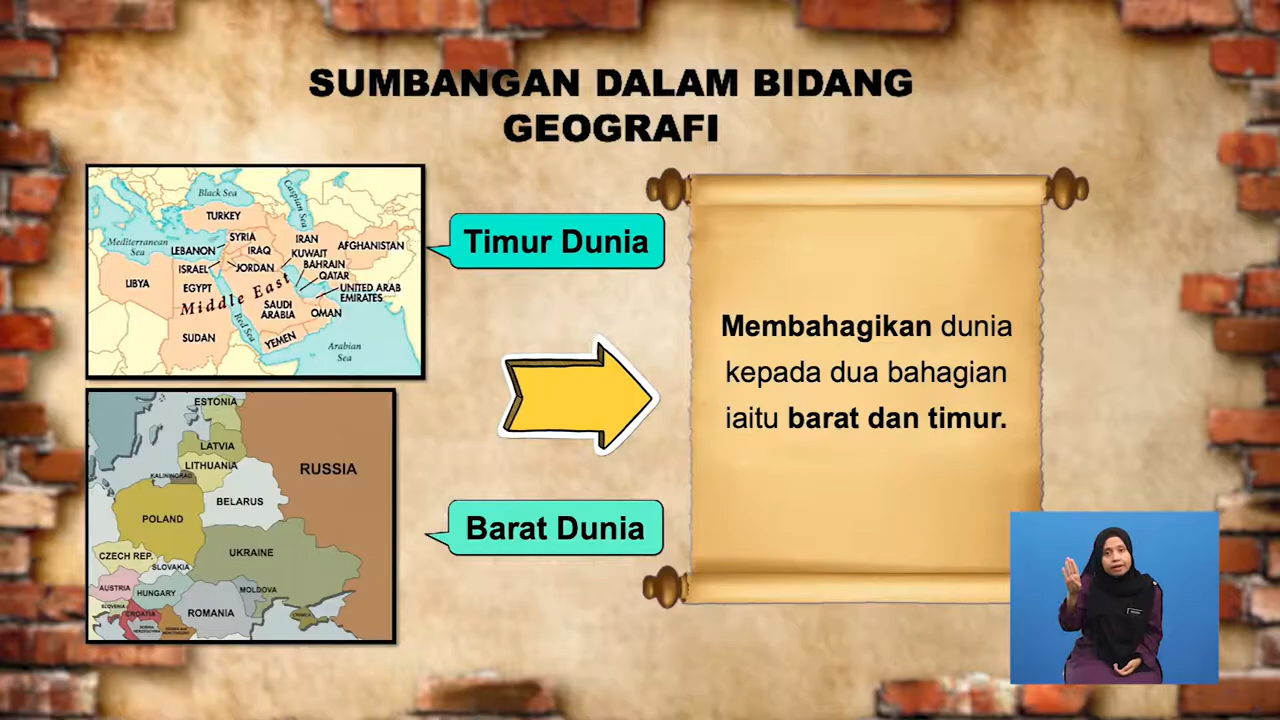 SUMBANGAN DALAM BIDANG
GEOGRAFI
Black Sea
Caspian Sea
TURKEY
Mediterranean
Sea
SYRIA
LEBANON
IRAQ
IRAN
AFGHANISTAN
KUWAIT
BAHRAIN
ISRAEL
JORDAN
QATAR
LIBYA
EGYPT
Middle East
UNITED ARAB
EMIRATES
SAUDI
ARABIA
OMAN
Red Sea
SUDAN
YEMEN
Arabian
Sea
Timur Dunia
Membahagikan dunia
kepada dua bahagian
iaitu barat dan timur.
ESTONIA
LATVIA
LITHUANIA
KALININGRAD
RUSSIA
BELARUS
POLAND
UKRAINE
CZECH REP.
SLOVAKIA
AUSTRIA
HUNGARY
MOLDOVA
SLOVENIA
CROATIA
ROMANIA
Barat Dunia